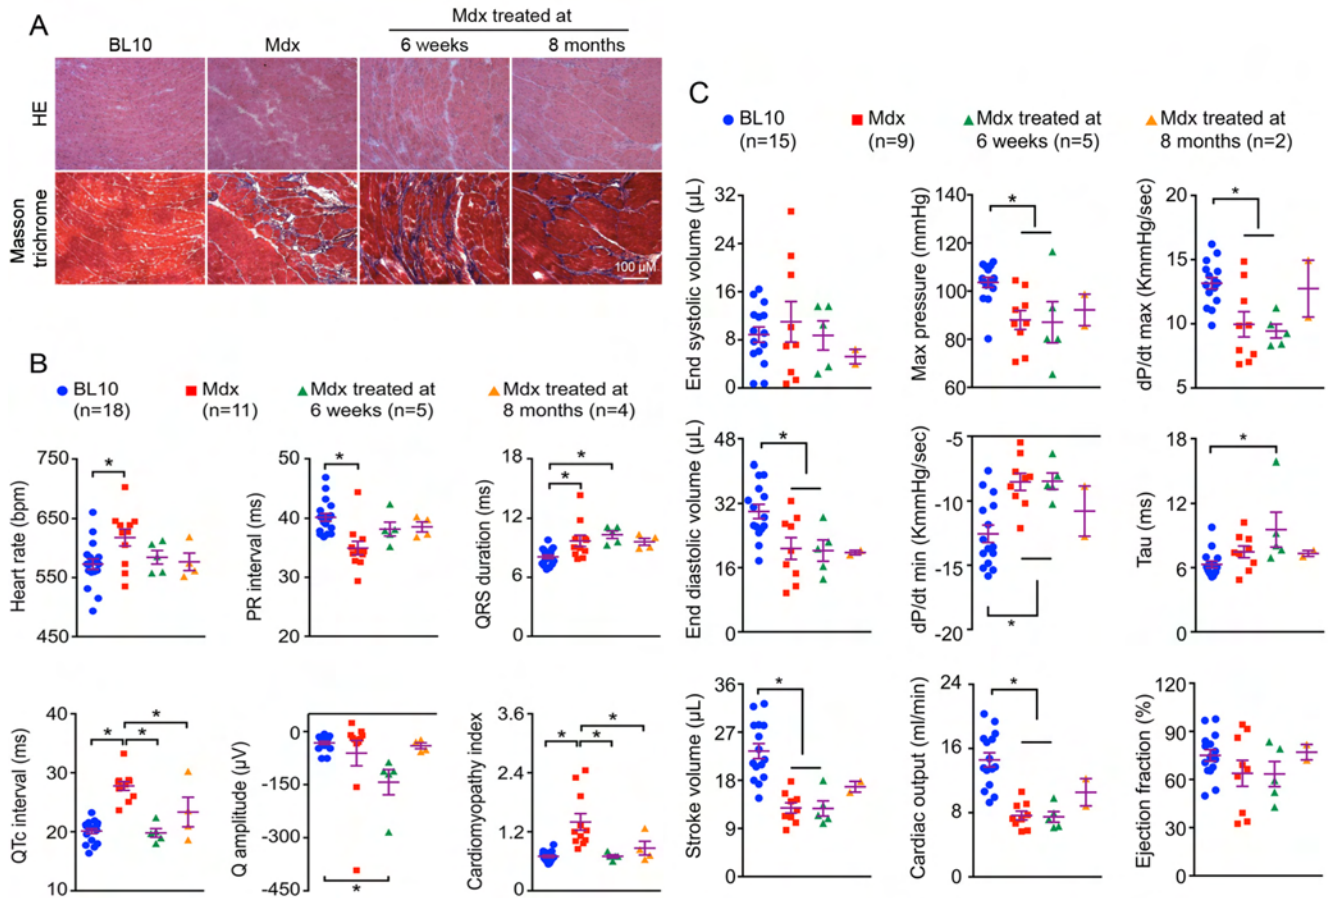 A
Mdx treated at
BL10 Mdx 6 weeks 8 months
HE
Masson
trichrome
100 µM
B
BL10
(n=18)
Mdx
(n=11)
Mdx treated at
6 weeks (n=5)
Mdx treated at
8 months (n=4)
Heart rate (bpm)
750
650
550
450
*
PR interval (ms)
50
40
30
20
*
QRS duration (ms)
18
12
6
0
*
*
QTc interval (ms)
40
30
20
10
*
*
*
Q amplitude (µV)
0
-150
-300
-450
*
Cardiomyopathy index
3.6
2.4
1.2
0
*
*
*
C
BL10
(n=15)
Mdx
(n=9)
Mdx treated at
6 weeks (n=5)
Mdx treated at
8 months (n=2)
End systolic volume (µL)
32
24
16
8
0
Max pressure (mmHg)
140
120
100
80
60
*
dP/dt max (KmmHg/sec)
20
15
10
5
*
End diastolic volume (µL)
48
32
16
0
*
dP/dt min (KmmHg/sec)
-5
-10
-15
-20
*
Tau (ms)
18
12
6
0
*
Stroke volume (µL)
36
27
18
9
0
*
Cardiac output (ml/min)
24
16
8
0
*
Ejection fraction (%)
120
90
60
30
0